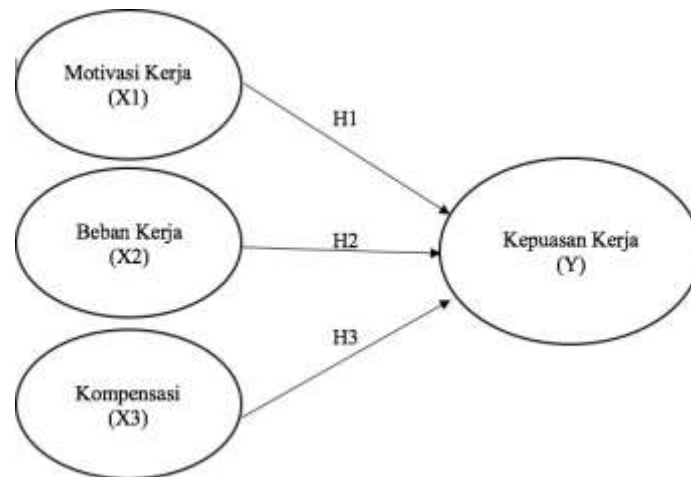 Motivasi Kerja
(X1)
H1
Beban Kerja
(X2)
H2
Kepuasan Kerja
(Y)
H3
Kompensasi
(X3)